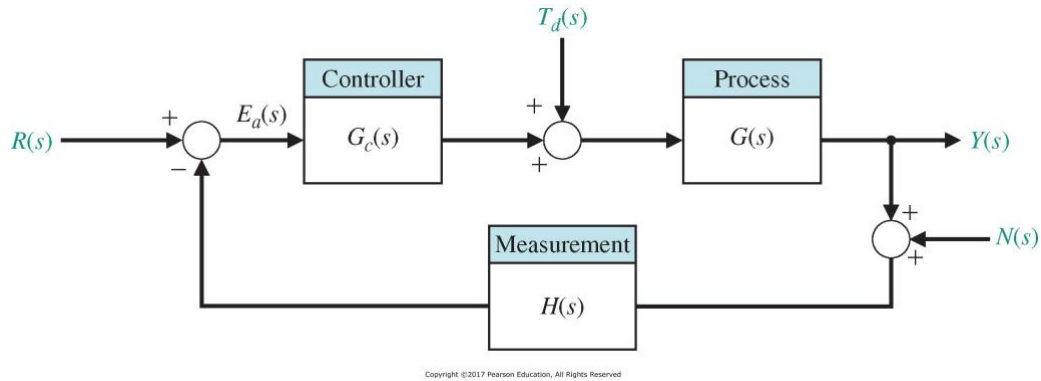 T_d(s)
Controller
Process
+
E_a(s)
+
R(s)
G_c(s)
G(s)
Y(s)
−
+
+
Measurement
N(s)
+
H(s)
Copyright ©2017 Pearson Education, All Rights Reserved